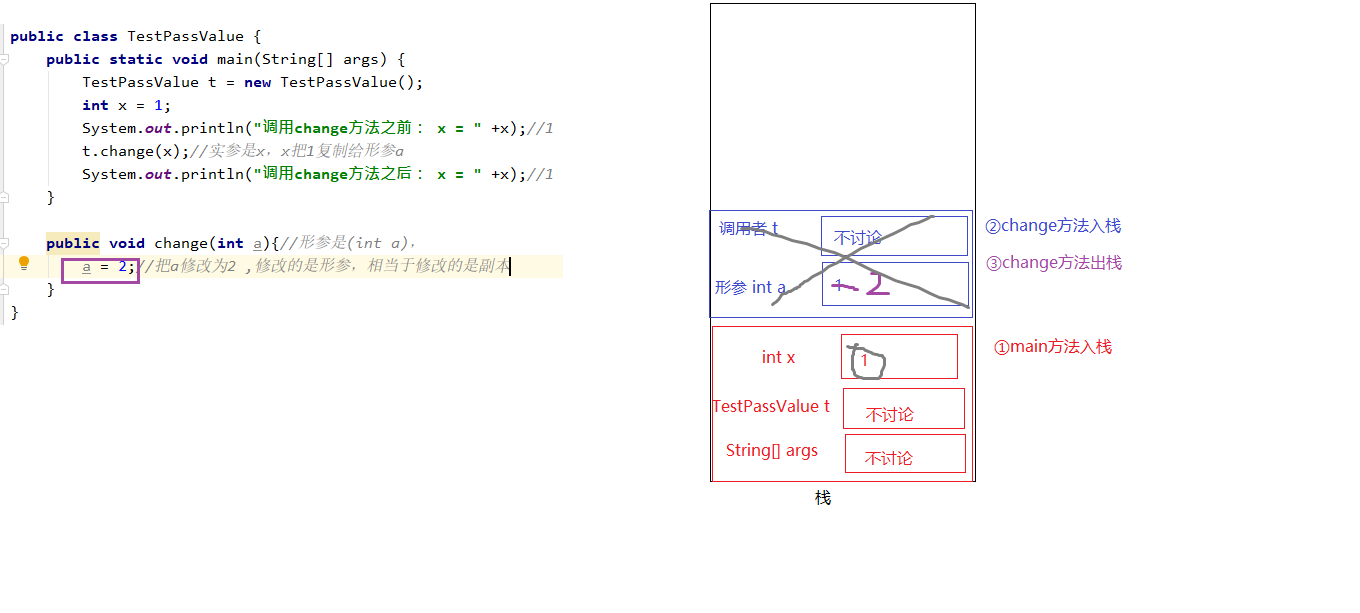 public class TestPassValue {
public static void main(String[] args) {
TestPassValue t = new TestPassValue();
int x = 1;
System.out.println("调用change方法之前： x = " +x);//1
t.change(x);//实参是x，x把1复制给形参a
System.out.println("调用change方法之后： x = " +x);//1
}
public void change(int a){//形参是(int a)，
a = 2;//把a修改为2 ,修改的是形参，相当于修改的是副本
}
}
调用者 t
不讨论
②change方法入栈
③change方法出栈
形参 int a
1
2
①main方法入栈
int x
1
TestPassValue t
不讨论
String[] args
不讨论
栈